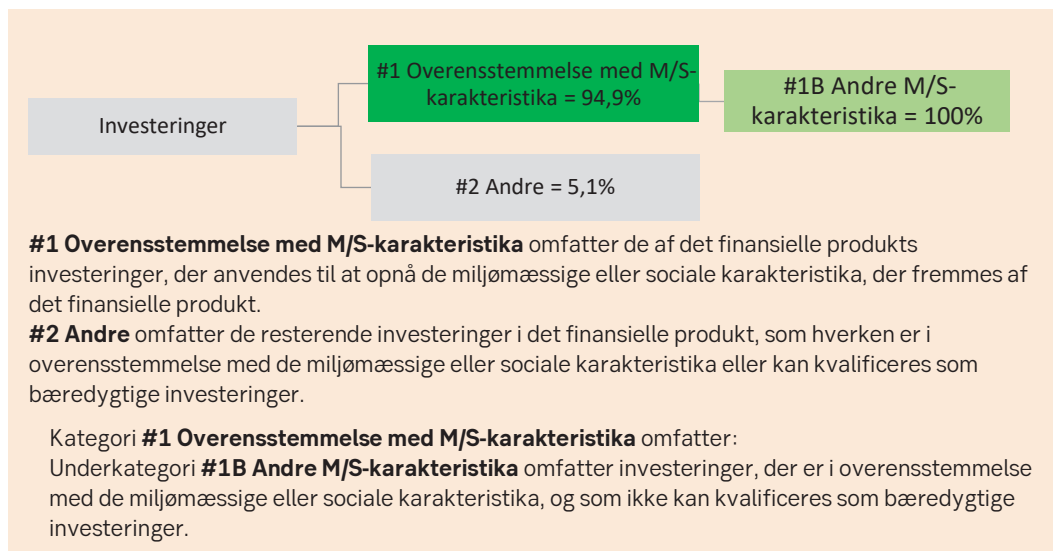 #1 Overensstemmelse med M/S-
karakteristika = 94,9%
#1B Andre M/S-
karakteristika = 100%
Investeringer
#2 Andre = 5,1%
#1 Overensstemmelse med M/S-karakteristika omfatter de af det finansielle produkts
investeringer, der anvendes til at opnå de miljømæssige eller sociale karakteristika, der fremmes af
det finansielle produkt.
#2 Andre omfatter de resterende investeringer i det finansielle produkt, som hverken er i
overensstemmelse med de miljømæssige eller sociale karakteristika eller kan kvalificeres som
bæredygtige investeringer.
Kategori #1 Overensstemmelse med M/S-karakteristika omfatter:
Underkategori #1B Andre M/S-karakteristika omfatter investeringer, der er i overensstemmelse
med de miljømæssige eller sociale karakteristika, og som ikke kan kvalificeres som bæredygtige
investeringer.